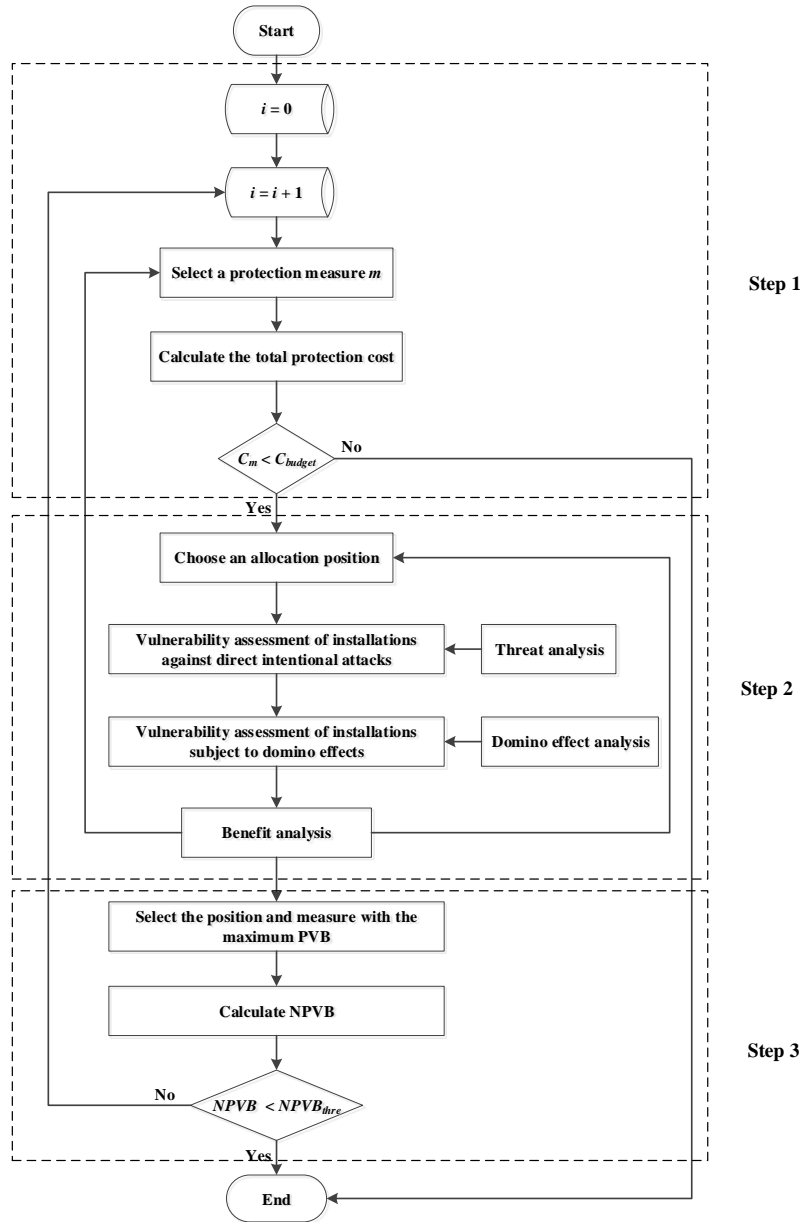 Start
i = 0
i = i + 1
Select a protection measure m
Step 1
Calculate the total protection cost
No
Cm < Cbudget
Yes
Choose an allocation position
Vulnerability assessment of installations
against direct intentional attacks
Threat analysis
Step 2
Vulnerability assessment of installations
subject to domino effects
Domino effect analysis
Benefit analysis
Select the position and measure with the
maximum PVB
Calculate NPVB
Step 3
No
NPVB < NPVBthre
Yes
End